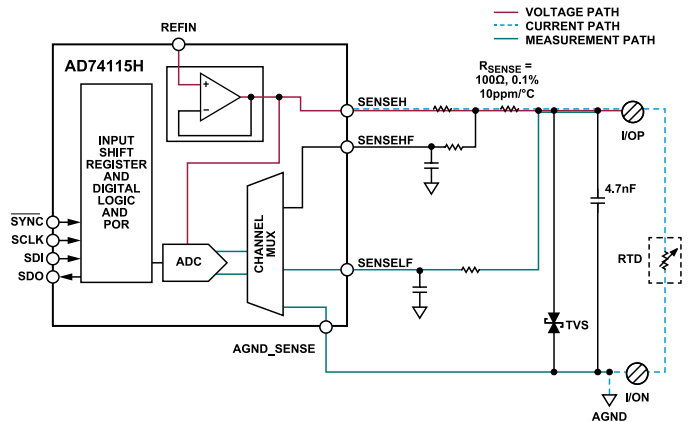 REFIN
VOLTAGE PATH
CURRENT PATH
MEASUREMENT PATH
AD74115H
RSENSE =
100Ω, 0.1%
10ppm/°C
+
–
SENSEH
I/OP
INPUT
SHIFT
REGISTER
AND
DIGITAL
LOGIC
AND
POR
SENSEHF
4.7nF
SYNC
SCLK
SDI
SDO
ADC
CHANNEL
MUX
SENSELF
RTD
TVS
AGND_SENSE
I/ON
AGND